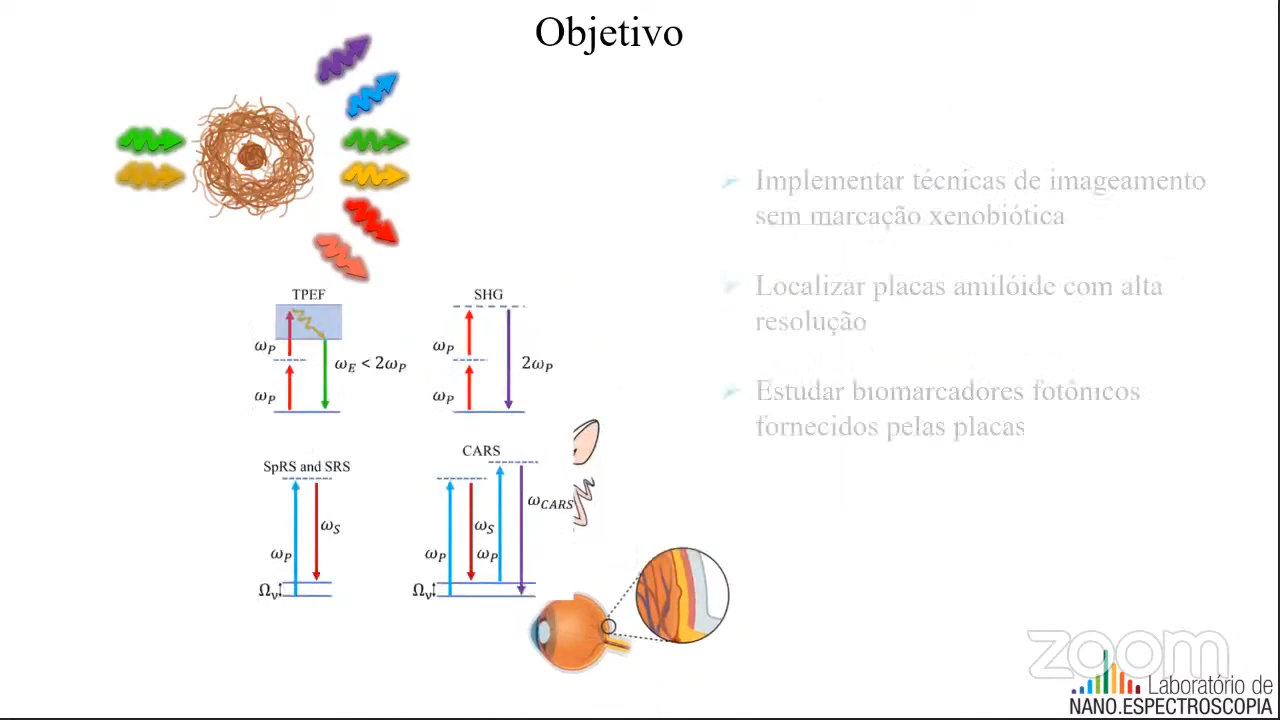 Objetivo
Implementar técnicas de imageamento
sem marcação xenobiótica
Localizar placas amilóide com alta
resolução
Estudar biomarcadores fotônicos
fornecidos pelas placas
TPEF
ω_P
ω_P
ω_E < 2ω_P
SHG
ω_P
ω_P
2ω_P
SpRS and SRS
ω_P
ω_S
Ω_ν
CARS
ω_P
ω_S
ω_P
ω_CARS
Ω_ν
zoom
Laboratório de
NANO.ESPECTROSCOPIA